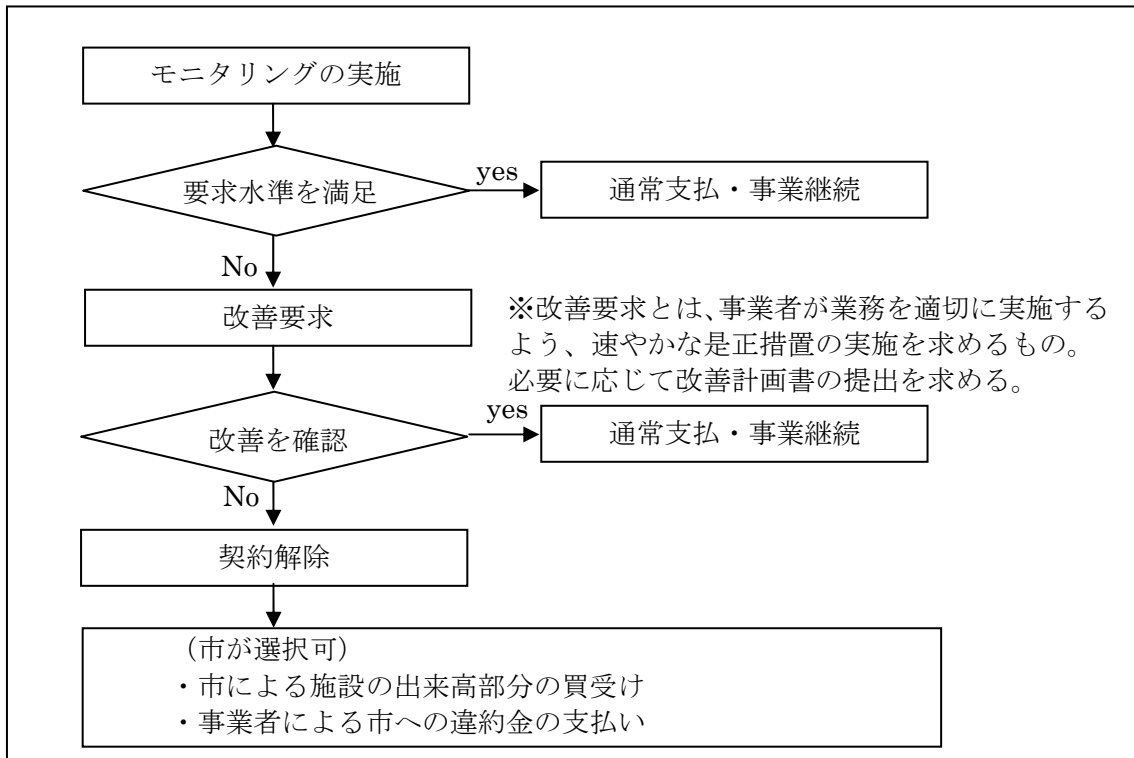 モニタリングの実施
要求水準を満足
yes
通常支払・事業継続
No
改善要求
※改善要求とは、事業者が業務を適切に実施する
よう、速やかな是正措置の実施を求めるもの。
必要に応じて改善計画書の提出を求める。
改善を確認
yes
通常支払・事業継続
No
契約解除
（市が選択可）
・市による施設の出来高部分の買受け
・事業者による市への違約金の支払い